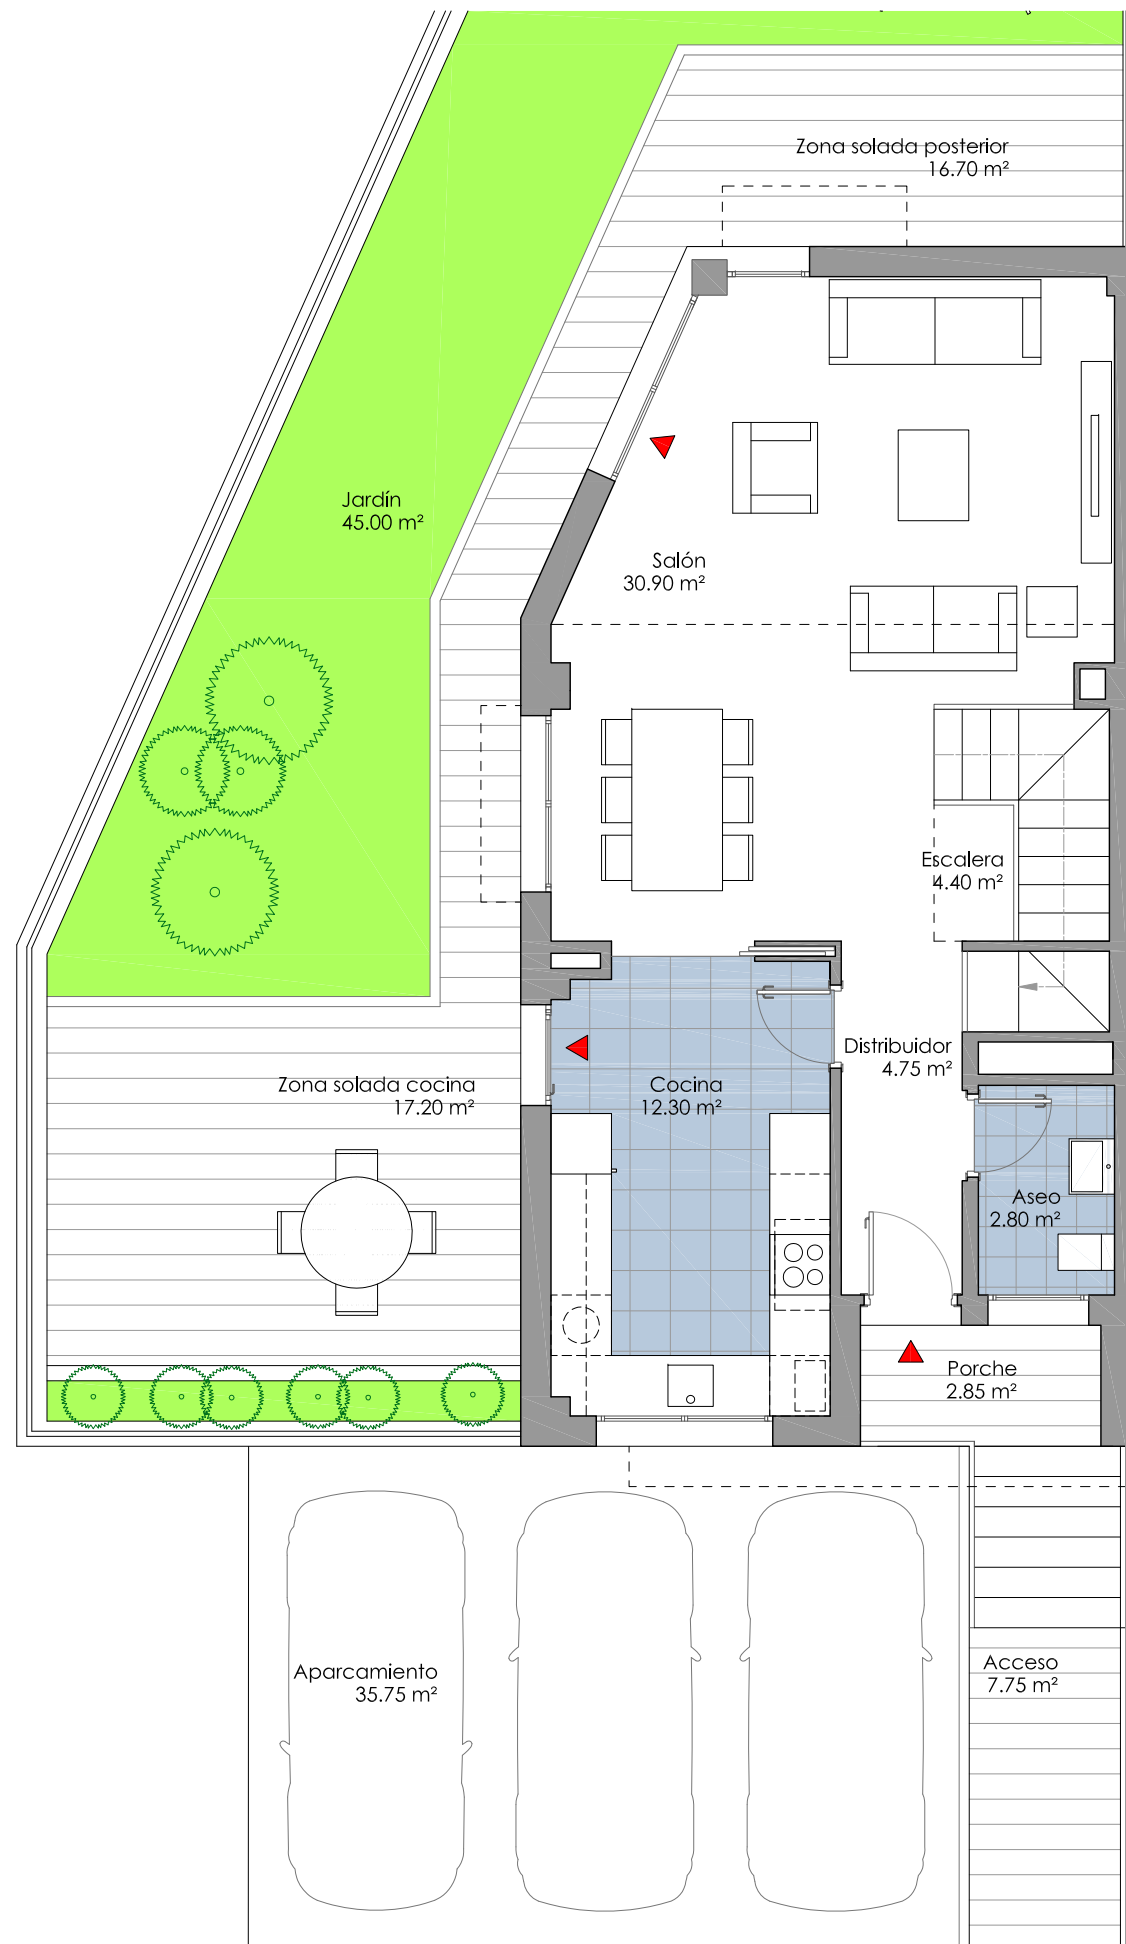 Zona solada posterior
16.70 m²
Jardín
45.00 m²
Salón
30.90 m²
Escalera
4.40 m²
Distribuidor
4.75 m²
Zona solada cocina
17.20 m²
Cocina
12.30 m²
Aseo
2.80 m²
Porche
2.85 m²
Aparcamiento
35.75 m²
Acceso
7.75 m²